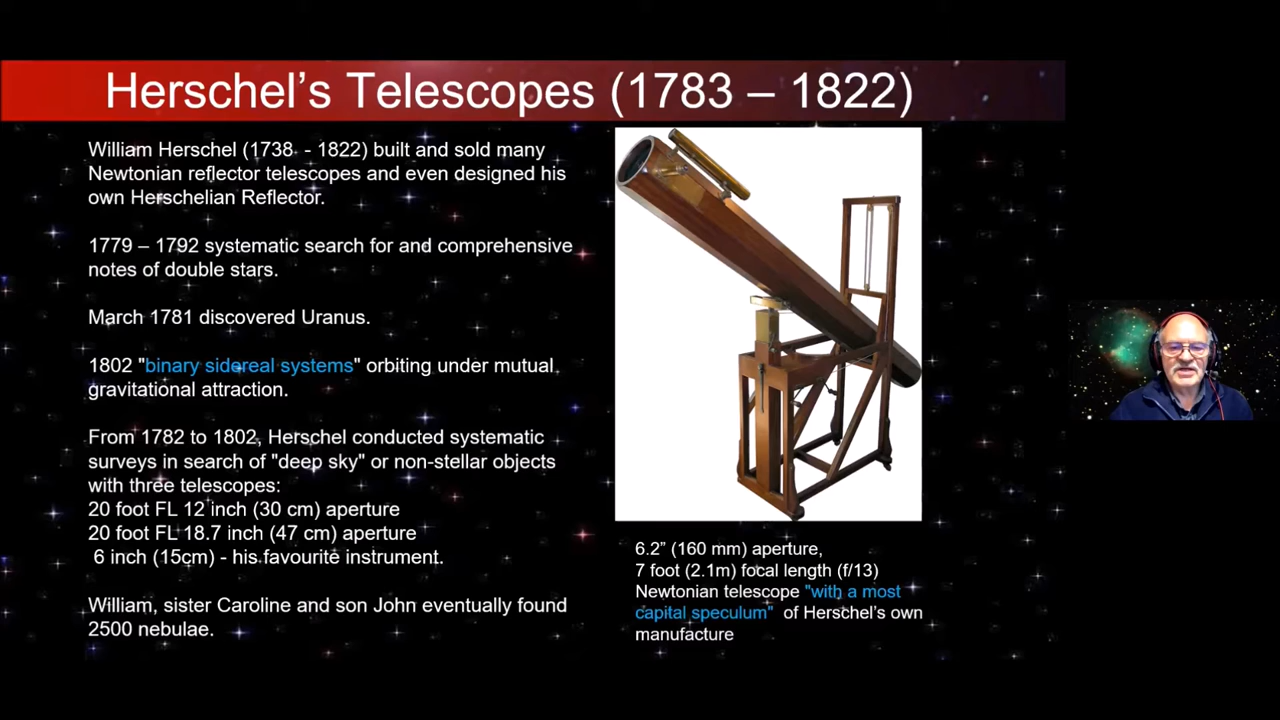 Herschel’s Telescopes (1783 – 1822)
William Herschel (1738  - 1822) built and sold many
Newtonian reflector telescopes and even designed his
own Herschelian Reflector.
1779 – 1792 systematic search for and comprehensive
notes of double stars.
March 1781 discovered Uranus.
1802 "binary sidereal systems" orbiting under mutual
gravitational attraction.
From 1782 to 1802, Herschel conducted systematic
surveys in search of "deep sky" or non-stellar objects
with three telescopes:
20 foot FL 12 inch (30 cm) aperture
20 foot FL 18.7 inch (47 cm) aperture
6 inch (15cm) - his favourite instrument.
William, sister Caroline and son John eventually found
2500 nebulae.
6.2” (160 mm) aperture,
7 foot (2.1m) focal length (f/13)
Newtonian telescope "with a most
capital speculum" of Herschel’s own
manufacture